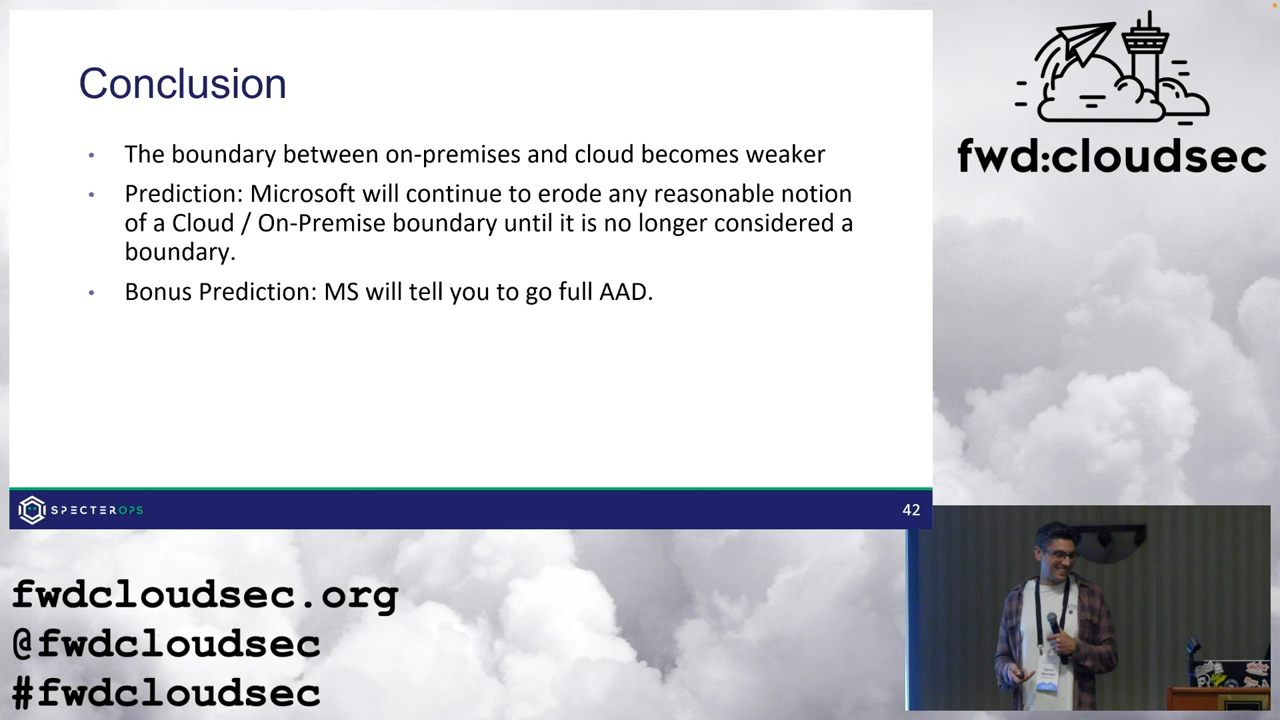 Conclusion
• The boundary between on-premises and cloud becomes weaker
• Prediction: Microsoft will continue to erode any reasonable notion
of a Cloud / On-Premise boundary until it is no longer considered a
boundary.
• Bonus Prediction: MS will tell you to go full AAD.
SPECTEROPS
42
fwd:cloudsec
fwdcloudsec.org
@fwdcloudsec
#fwdcloudsec